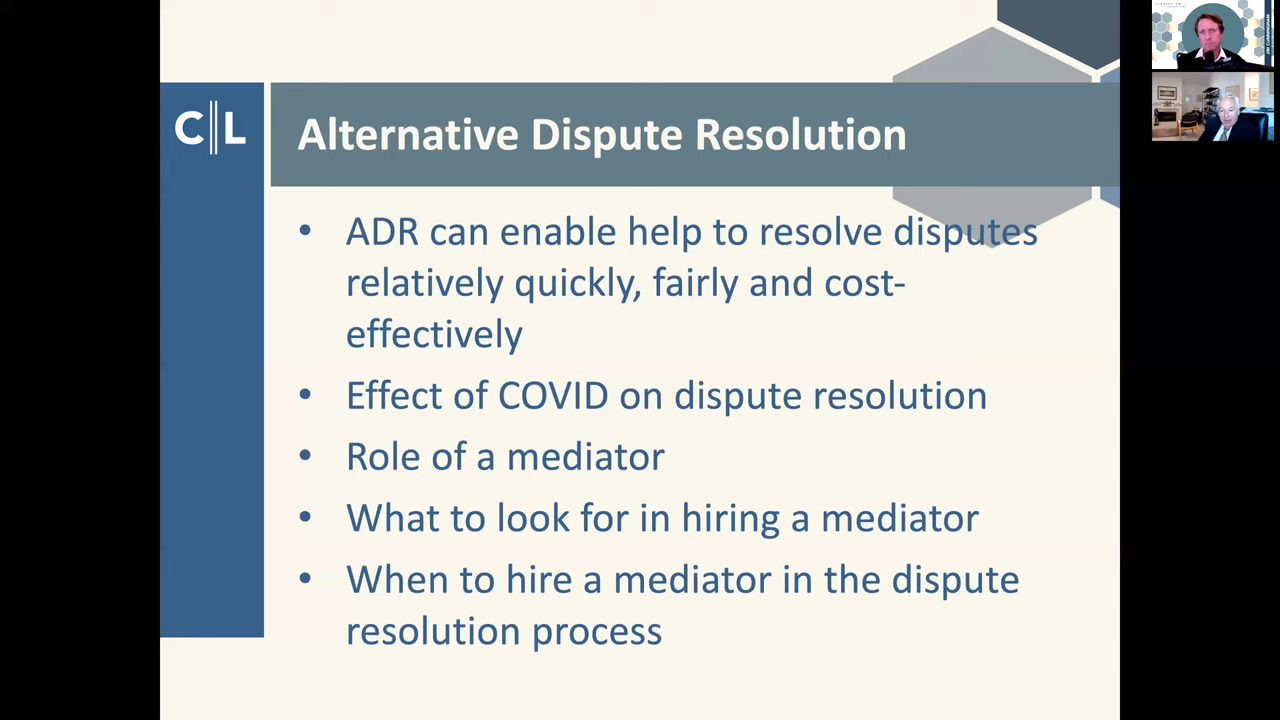 C L
Alternative Dispute Resolution
• ADR can enable help to resolve disputes
relatively quickly, fairly and cost-
effectively
• Effect of COVID on dispute resolution
• Role of a mediator
• What to look for in hiring a mediator
• When to hire a mediator in the dispute
resolution process